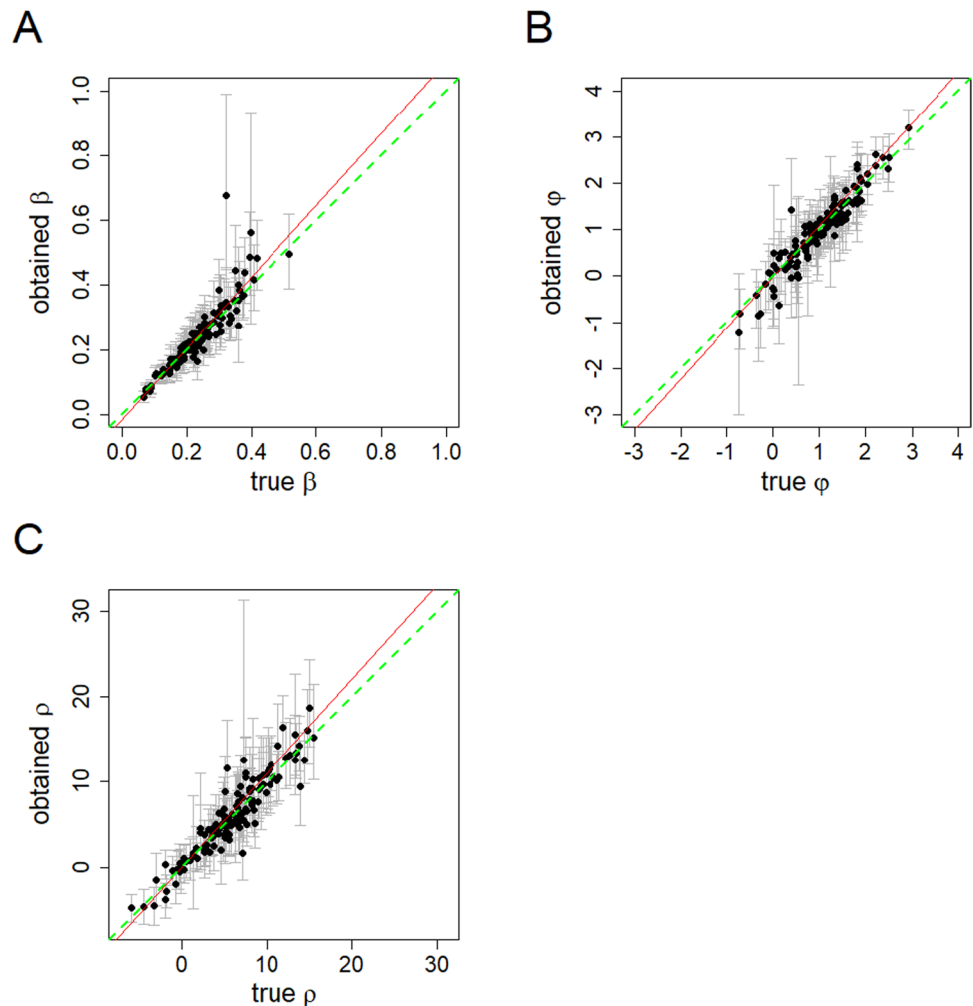 A
obtained β
1.0
0.8
0.6
0.4
0.2
0.0
0.0 0.2 0.4 0.6 0.8 1.0
true β
B
obtained φ
4
3
2
1
0
-1
-2
-3
-3 -2 -1 0 1 2 3 4
true φ
C
obtained ρ
30
20
10
0
0 10 20 30
true ρ